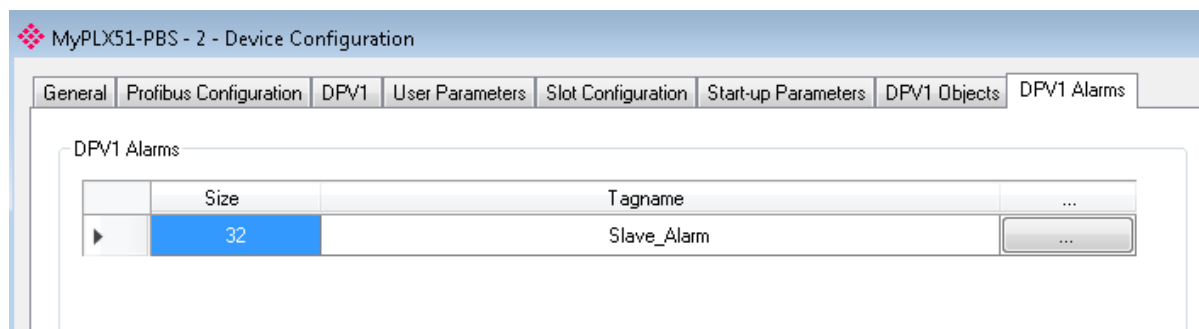 MyPLX51-PBS - 2 - Device Configuration
General Profibus Configuration DPV1 User Parameters Slot Configuration Start-up Parameters DPV1 Objects DPV1 Alarms
DPV1 Alarms
Size Tagname ...
32 Slave_Alarm ...